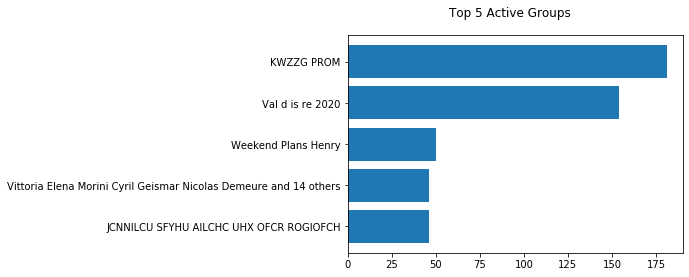 Top 5 Active Groups
KWZZG PROM
Val d is re 2020
Weekend Plans Henry
Vittoria Elena Morini Cyril Geismar Nicolas Demeure and 14 others
JCNNILCU SFYHU AILCHC UHX OFCR ROGIOFCH
0 25 50 75 100 125 150 175